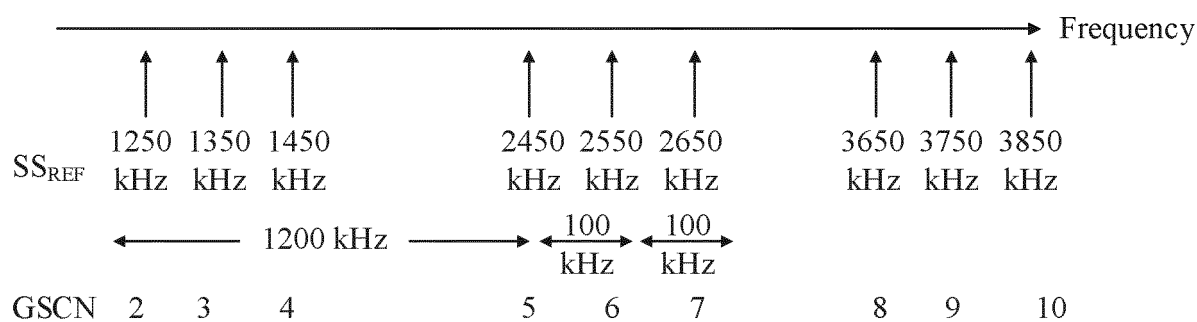 Frequency
1250 1350 1450 2450 2550 2650 3650 3750 3850
SS_REF kHz kHz kHz kHz kHz kHz kHz kHz kHz
1200 kHz 100 100
kHz kHz
GSCN 2 3 4 5 6 7 8 9 10